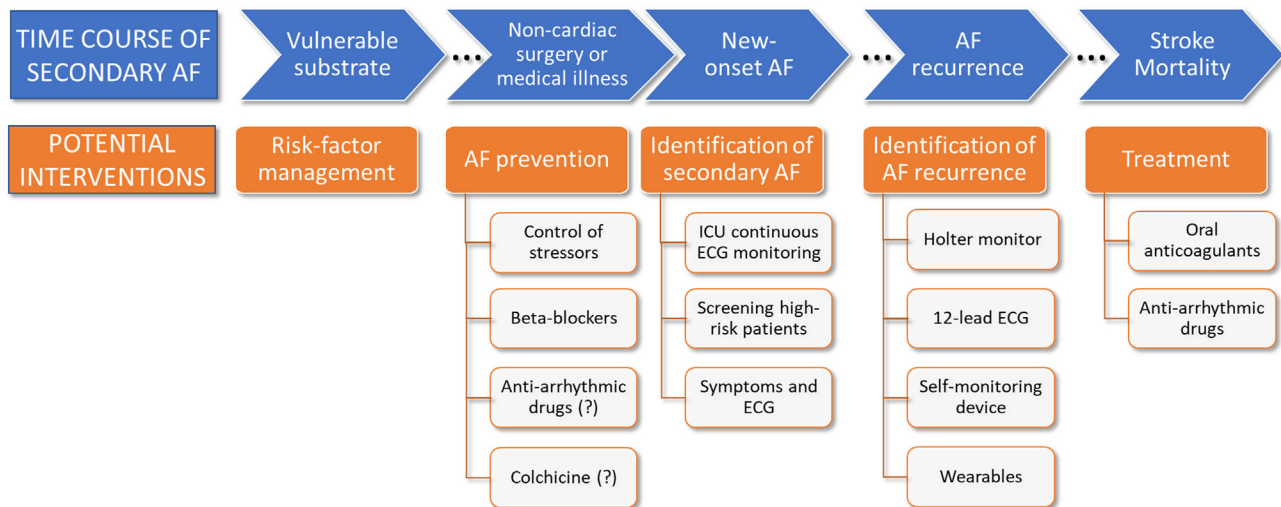 TIME COURSE OF
SECONDARY AF
Vulnerable
substrate
...
Non-cardiac
surgery or
medical illness
New-
onset AF
...
AF
recurrence
...
Stroke
Mortality
POTENTIAL
INTERVENTIONS
Risk-factor
management
AF prevention
Identification of
secondary AF
Identification of
AF recurrence
Treatment
Control of
stressors
Beta-blockers
Anti-arrhythmic
drugs (?)
Colchicine (?)
ICU continuous
ECG monitoring
Screening high-
risk patients
Symptoms and
ECG
Holter monitor
12-lead ECG
Self-monitoring
device
Wearables
Oral
anticoagulants
Anti-arrhythmic
drugs